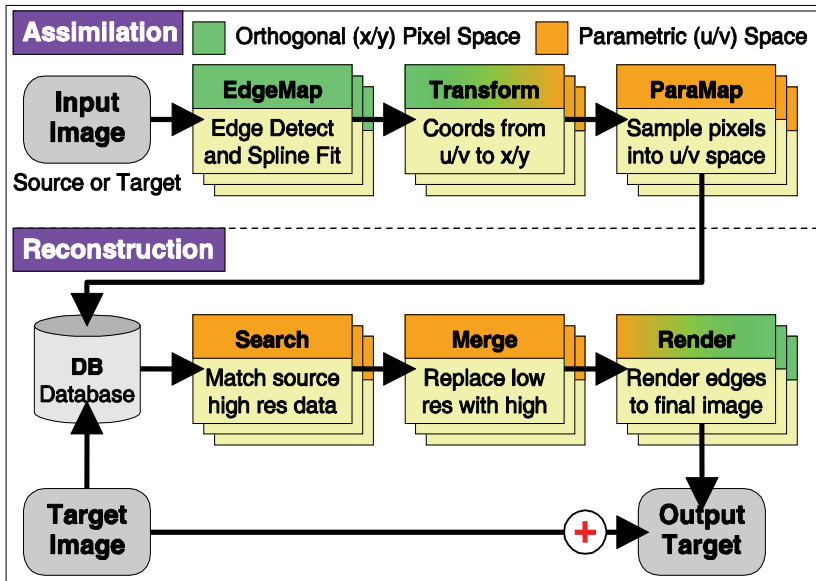 Assimilation
Orthogonal (x/y) Pixel Space
Parametric (u/v) Space
Input
Image
Source or Target
EdgeMap
Edge Detect
and Spline Fit
Transform
Coords from
u/v to x/y
ParaMap
Sample pixels
into u/v space
Reconstruction
DB
Database
Search
Match source
high res data
Merge
Replace low
res with high
Render
Render edges
to final image
Target
Image
+
Output
Target